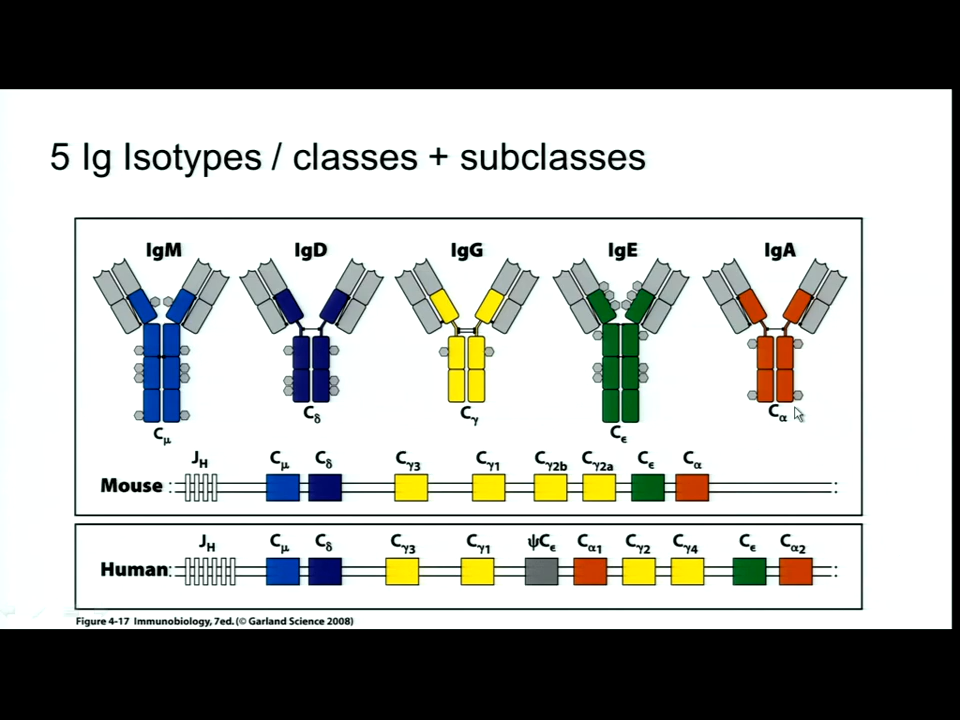 5 Ig Isotypes / classes + subclasses
IgM IgD IgG IgE IgA
Cμ Cδ Cγ Cϵ Cα
JH Cμ Cδ Cγ3 Cγ1 Cγ2b Cγ2a Cϵ Cα
Mouse
JH Cμ Cδ Cγ3 Cγ1 ψCϵ Cα1 Cγ2 Cγ4 Cϵ Cα2
Human
Figure 4-17 Immunobiology, 7ed. (© Garland Science 2008)